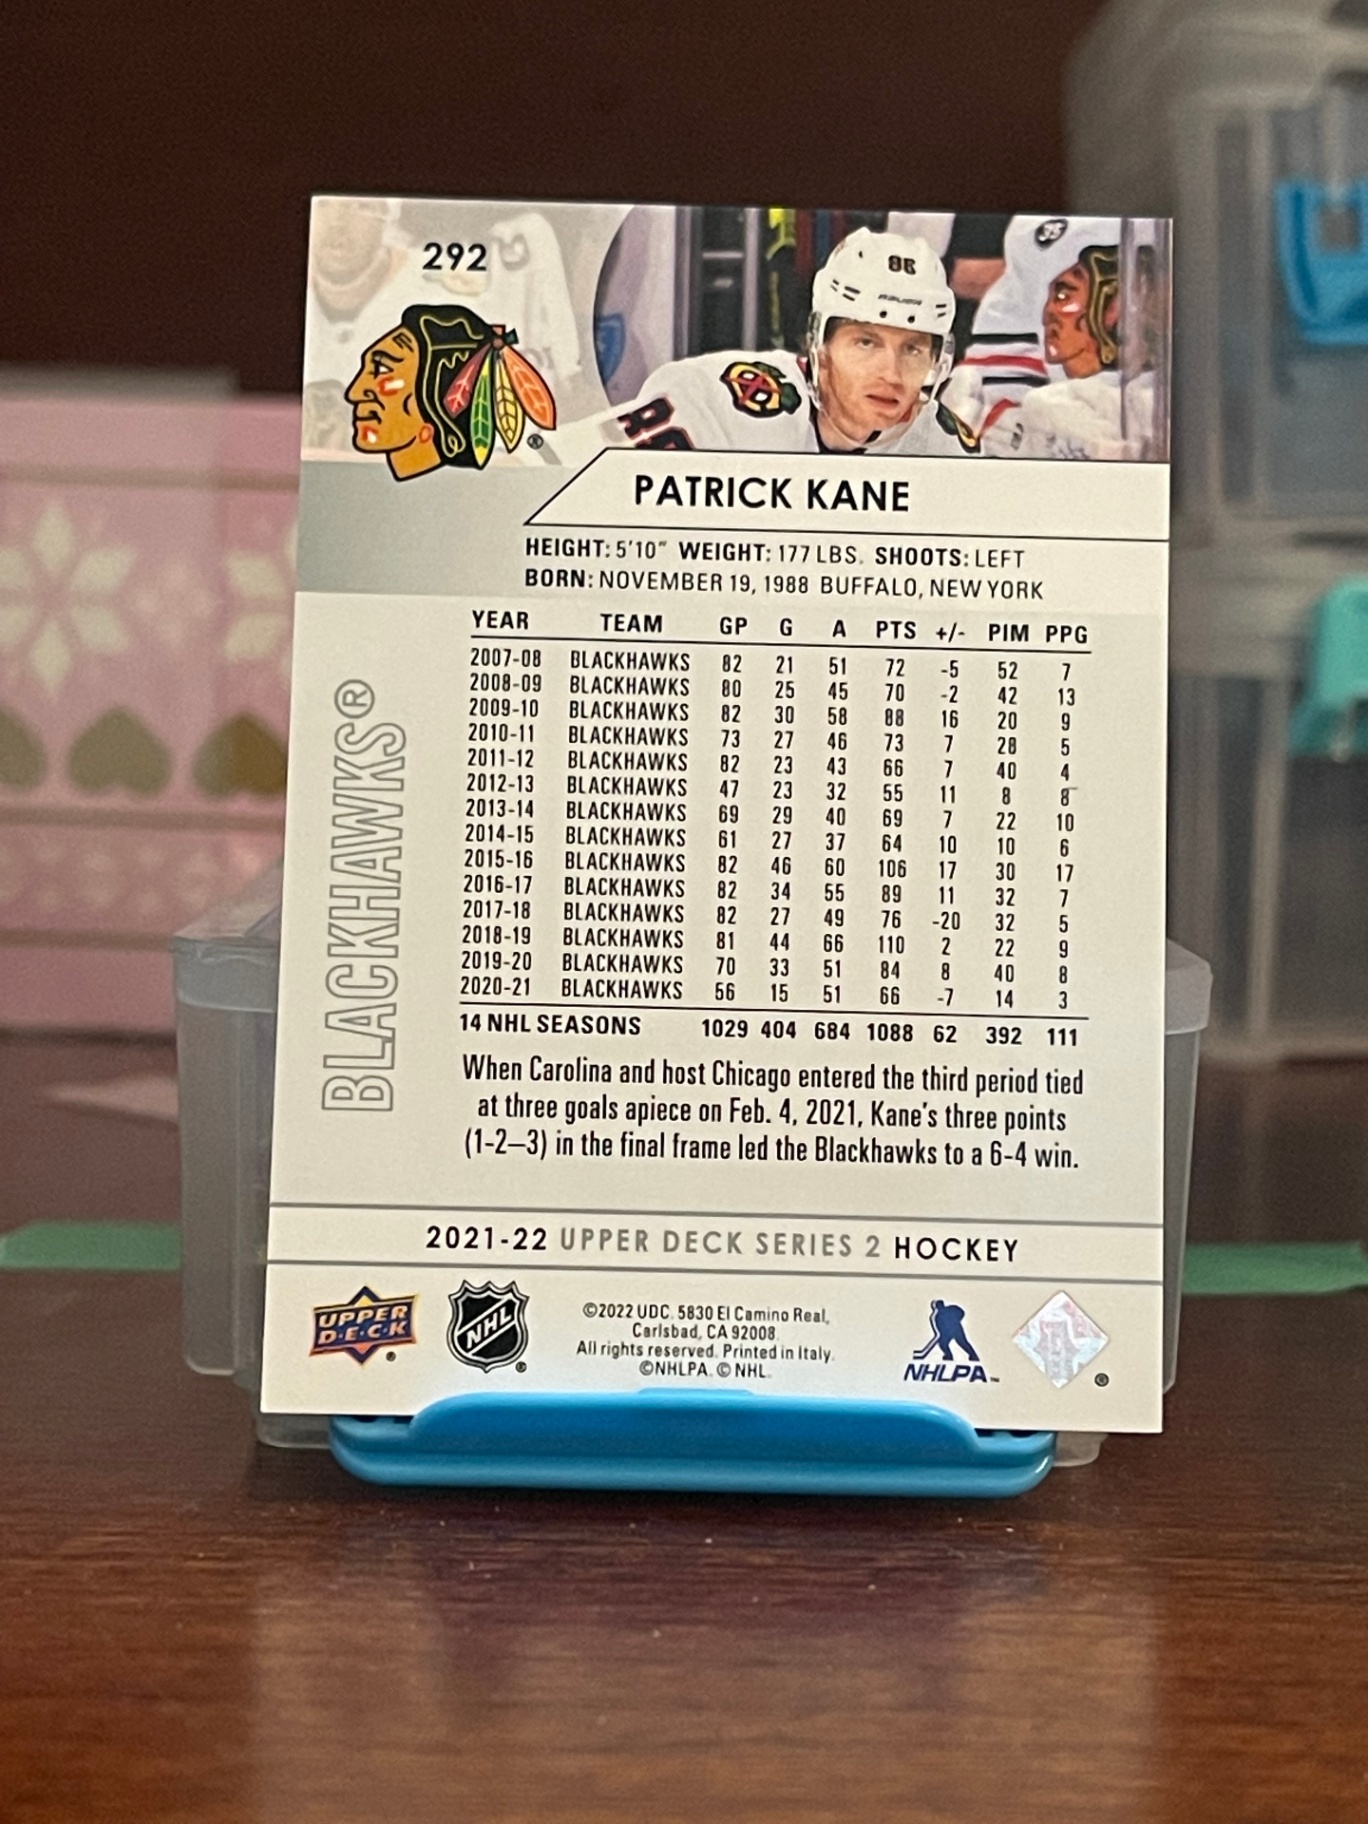 292
86
BAUER
35
88
®
PATRICK KANE
HEIGHT: 5'10" WEIGHT: 177 LBS. SHOOTS: LEFT
BORN: NOVEMBER 19, 1988 BUFFALO, NEW YORK
YEAR TEAM GP G A PTS +/- PIM PPG
2007-08 BLACKHAWKS 82 21 51 72 -5 52 7
2008-09 BLACKHAWKS 80 25 45 70 -2 42 13
2009-10 BLACKHAWKS 82 30 58 88 16 20 9
2010-11 BLACKHAWKS 73 27 46 73 7 28 5
2011-12 BLACKHAWKS 82 23 43 66 7 40 4
2012-13 BLACKHAWKS 47 23 32 55 11 8 8
2013-14 BLACKHAWKS 69 29 40 69 7 22 10
2014-15 BLACKHAWKS 61 27 37 64 10 10 6
2015-16 BLACKHAWKS 82 46 60 106 17 30 17
2016-17 BLACKHAWKS 82 34 55 89 11 32 7
2017-18 BLACKHAWKS 82 27 49 76 -20 32 5
2018-19 BLACKHAWKS 81 44 66 110 2 22 9
2019-20 BLACKHAWKS 70 33 51 84 8 40 8
2020-21 BLACKHAWKS 56 15 51 66 -7 14 3
14 NHL SEASONS 1029 404 684 1088 62 392 111
BLACKHAWKS®
When Carolina and host Chicago entered the third period tied
at three goals apiece on Feb. 4, 2021, Kane's three points
(1-2–3) in the final frame led the Blackhawks to a 6-4 win.
2021-22 UPPER DECK SERIES 2 HOCKEY
UPPER
D·E·C·K
®
NHL
®
©2022 UDC. 5830 El Camino Real,
Carlsbad, CA 92008.
All rights reserved. Printed in Italy.
©NHLPA. © NHL.
NHLPA™
®